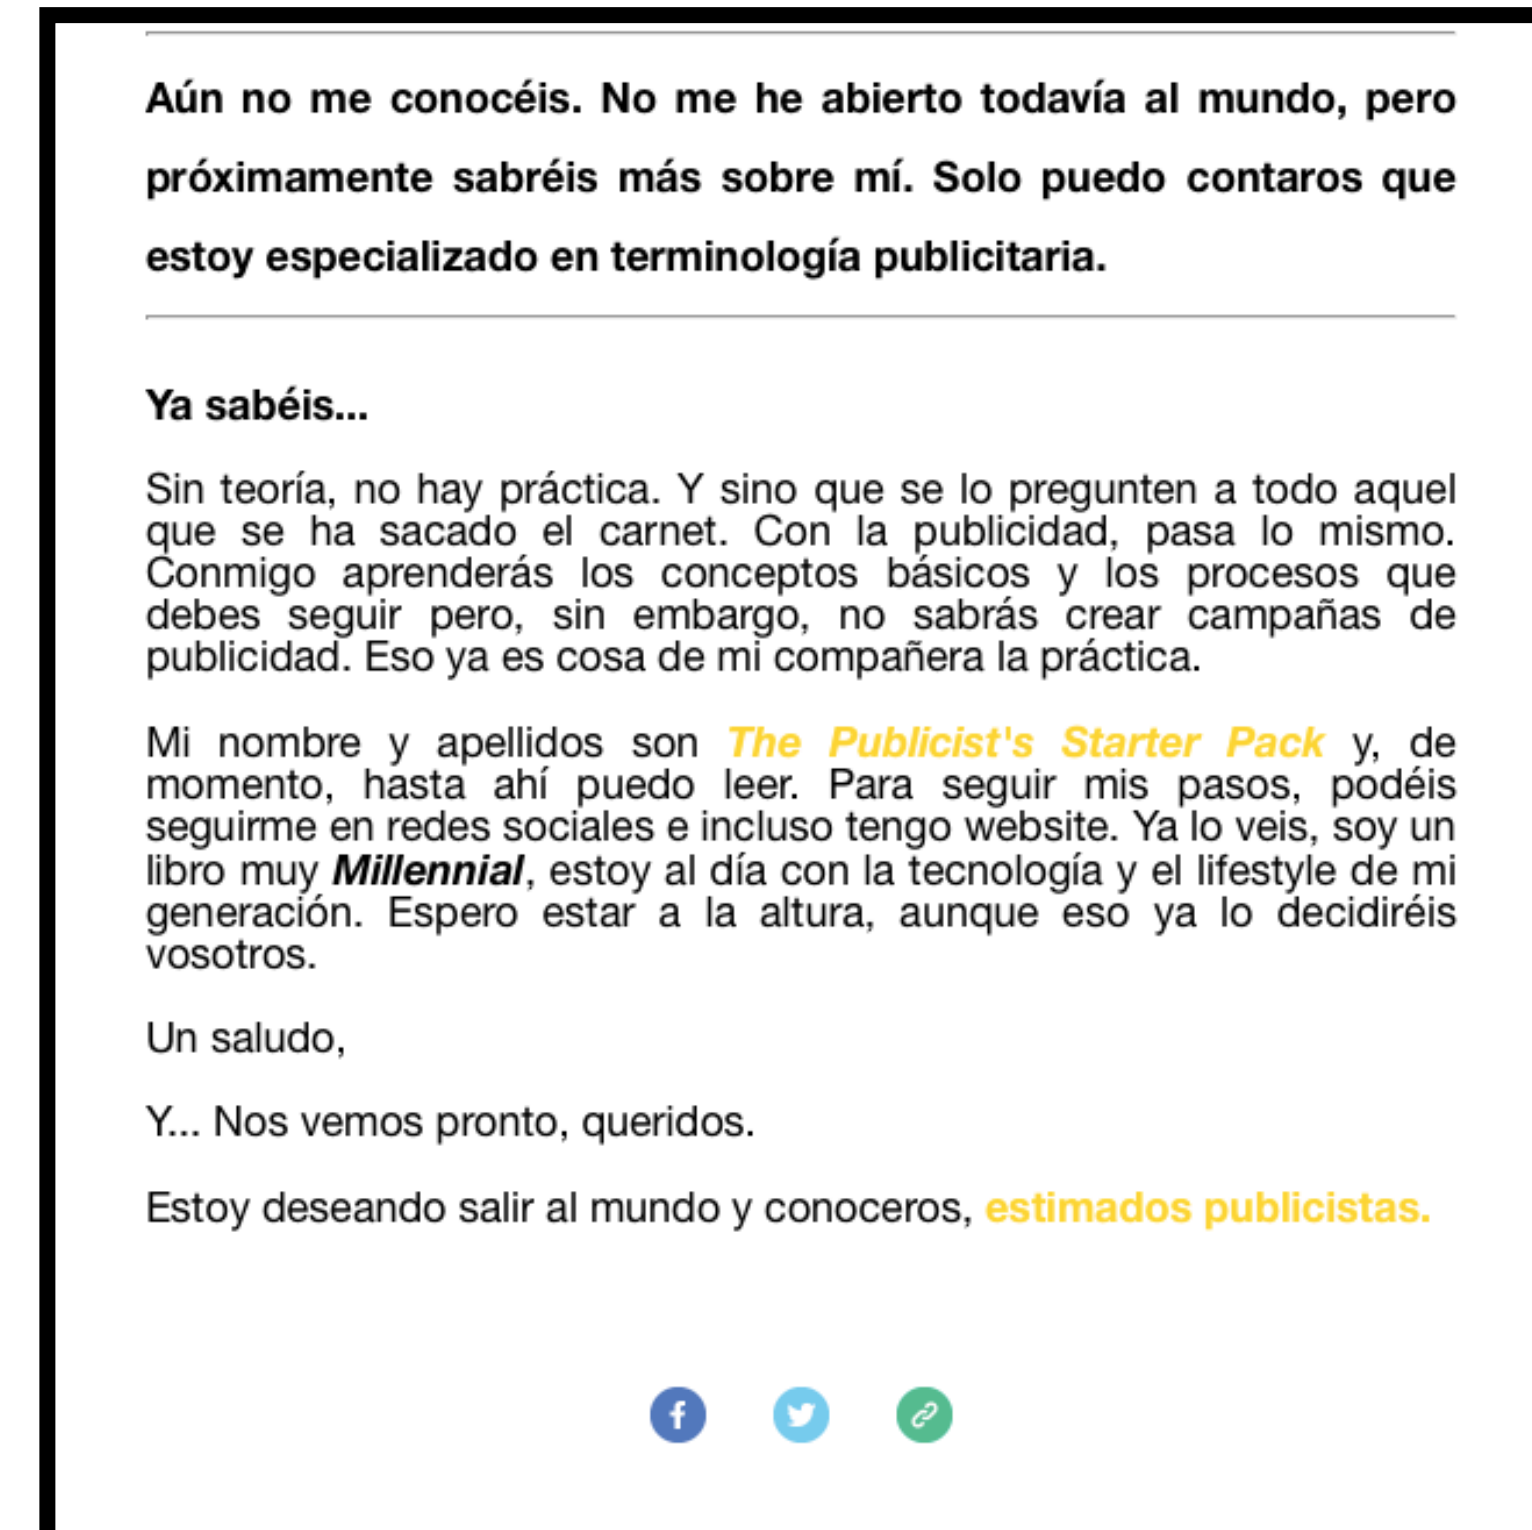 Aún no me conocéis. No me he abierto todavía al mundo, pero
próximamente sabréis más sobre mí. Solo puedo contaros que
estoy especializado en terminología publicitaria.
Ya sabéis...
Sin teoría, no hay práctica. Y sino que se lo pregunten a todo aquel
que se ha sacado el carnet. Con la publicidad, pasa lo mismo.
Conmigo aprenderás los conceptos básicos y los procesos que
debes seguir pero, sin embargo, no sabrás crear campañas de
publicidad. Eso ya es cosa de mi compañera la práctica.
Mi nombre y apellidos son The Publicist's Starter Pack y, de
momento, hasta ahí puedo leer. Para seguir mis pasos, podéis
seguirme en redes sociales e incluso tengo website. Ya lo veis, soy un
libro muy Millennial, estoy al día con la tecnología y el lifestyle de mi
generación. Espero estar a la altura, aunque eso ya lo decidiréis
vosotros.
Un saludo,
Y... Nos vemos pronto, queridos.
Estoy deseando salir al mundo y conoceros, estimados publicistas.